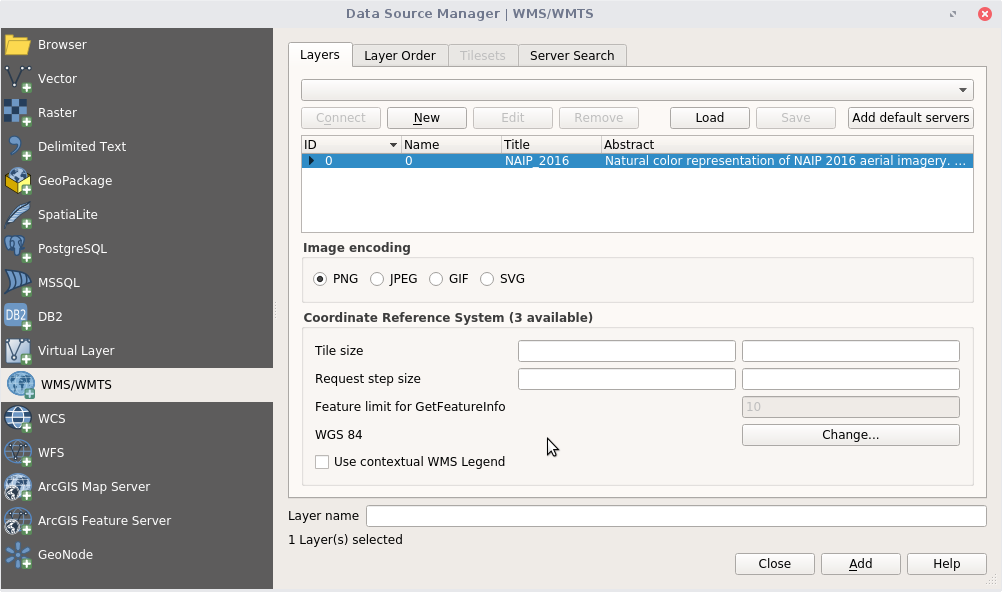 Data Source Manager | WMS/WMTS
Browser
Vector
Raster
Delimited Text
GeoPackage
SpatiaLite
PostgreSQL
MSSQL
DB2 DB2
Virtual Layer
WMS/WMTS
WCS
WFS
ArcGIS Map Server
ArcGIS Feature Server
GeoNode
Layers Layer Order Tilesets Server Search
Connect New Edit Remove Load Save Add default servers
ID Name Title Abstract
0 0 NAIP_2016 Natural color representation of NAIP 2016 aerial imagery. ...
Image encoding
PNG JPEG GIF SVG
Coordinate Reference System (3 available)
Tile size
Request step size
Feature limit for GetFeatureInfo 10
WGS 84 Change...
Use contextual WMS Legend
Layer name
1 Layer(s) selected
Close Add Help